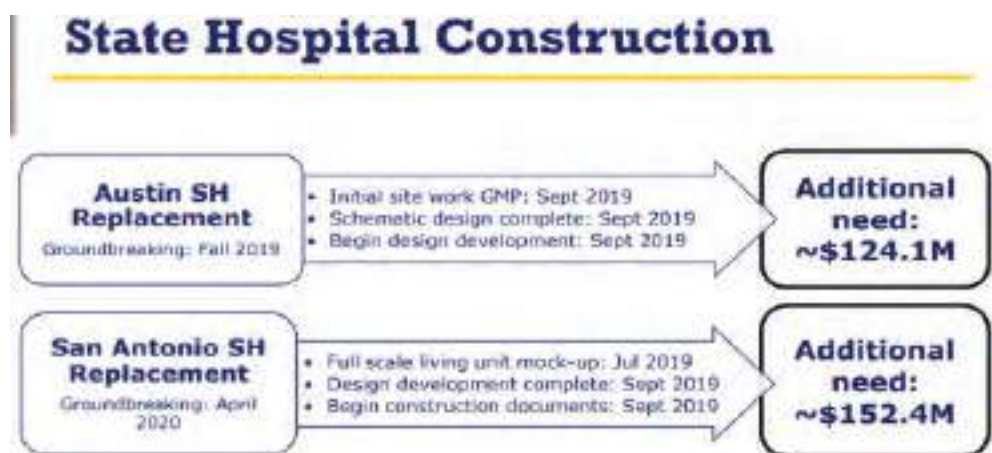 State Hospital Construction
Austin SH
Replacement
Groundbreaking: Fall 2019
• Initial site work GMP: Sept 2019
• Schematic design complete: Sept 2019
• Begin design development: Sept 2019
Additional
need:
~$124.1M
San Antonio SH
Replacement
Groundbreaking: April
2020
• Full scale living unit mock-up: Jul 2019
• Design development complete: Sept 2019
• Begin construction documents: Sept 2019
Additional
need:
~$152.4M